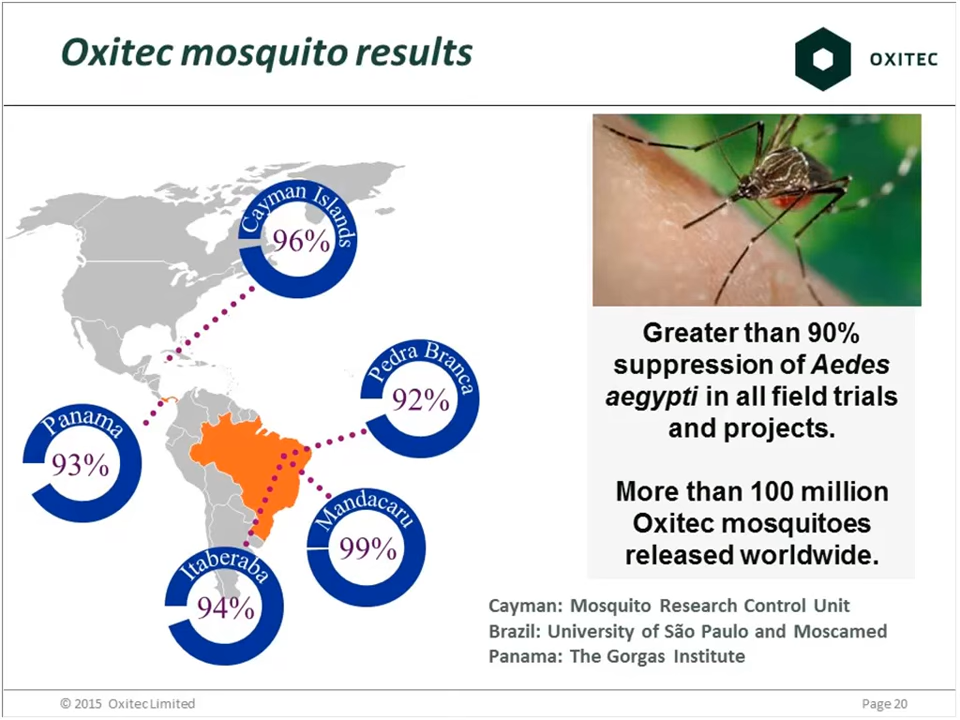 Oxitec mosquito results
OXITEC
Cayman Islands
96%
Pedra Branca
92%
Panama
93%
Mandacaru
99%
Itaberaba
94%
Greater than 90%
suppression of Aedes
aegypti in all field trials
and projects.
More than 100 million
Oxitec mosquitoes
released worldwide.
Cayman: Mosquito Research Control Unit
Brazil: University of São Paulo and Moscamed
Panama: The Gorgas Institute
© 2015 Oxitec Limited
Page 20